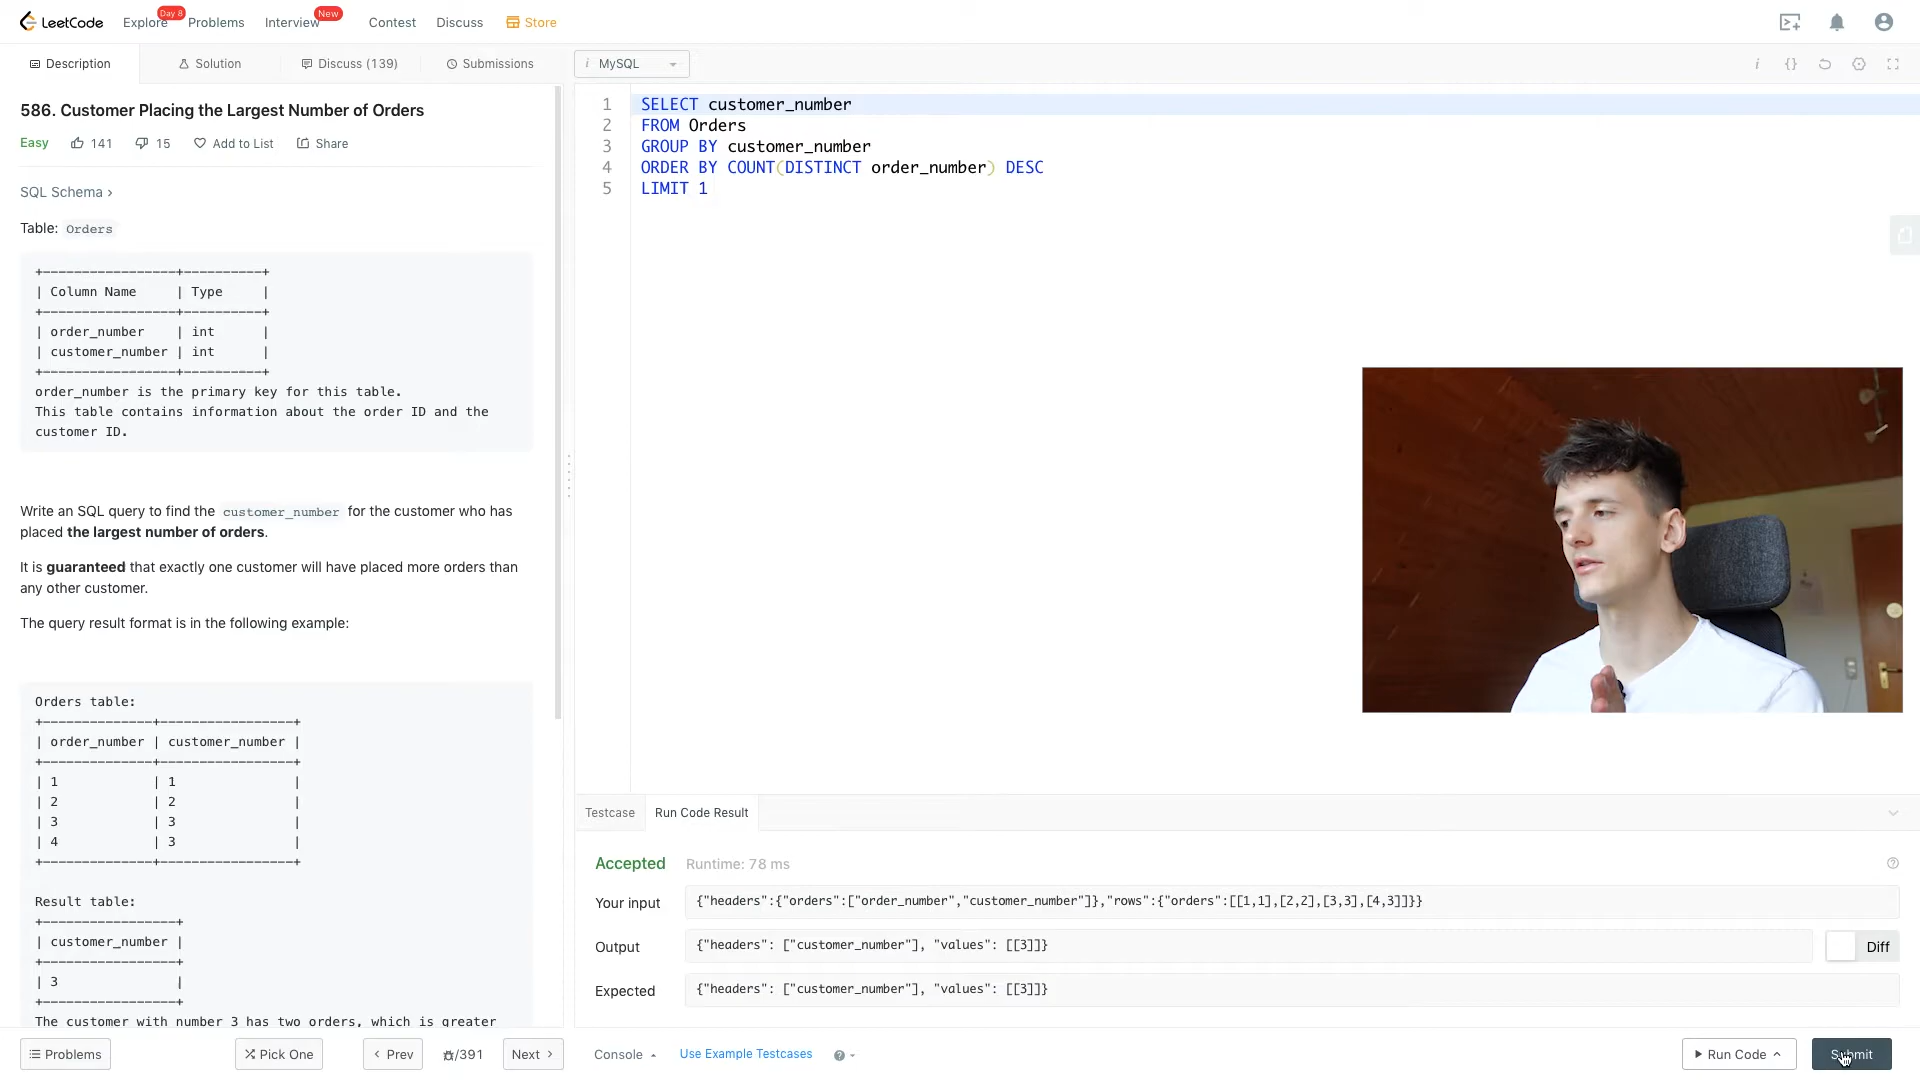 LeetCode Explore Day 8 Problems Interview New Contest Discuss Store
Description Solution Discuss (139) Submissions i MySQL
586. Customer Placing the Largest Number of Orders
Easy 141 15 Add to List Share
SQL Schema ›
Table: Orders
+-----------------+----------+
| Column Name | Type |
+-----------------+----------+
| order_number | int |
| customer_number | int |
+-----------------+----------+
order_number is the primary key for this table.
This table contains information about the order ID and the
customer ID.
Write an SQL query to find the customer_number for the customer who has
placed the largest number of orders.
It is guaranteed that exactly one customer will have placed more orders than
any other customer.
The query result format is in the following example:
Orders table:
+--------------+-----------------+
| order_number | customer_number |
+--------------+-----------------+
| 1 | 1 |
| 2 | 2 |
| 3 | 3 |
| 4 | 3 |
+--------------+-----------------+
Result table:
+-----------------+
| customer_number |
+-----------------+
| 3 |
+-----------------+
The customer with number 3 has two orders, which is greater
1 SELECT customer_number
2 FROM Orders
3 GROUP BY customer_number
4 ORDER BY COUNT(DISTINCT order_number) DESC
5 LIMIT 1
Testcase Run Code Result
Accepted Runtime: 78 ms
Your input {"headers":{"orders":["order_number","customer_number"]},"rows":{"orders":[[1,1],[2,2],[3,3],[4,3]]}}
Output {"headers": ["customer_number"], "values": [[3]]} Diff
Expected {"headers": ["customer_number"], "values": [[3]]}
Problems Pick One ‹ Prev /391 Next › Console Use Example Testcases Run Code Submit